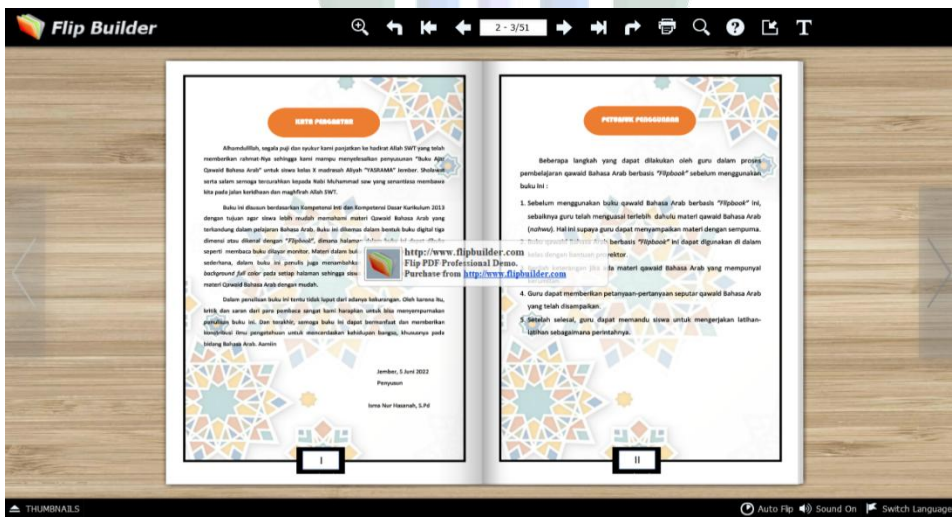 Flip Builder
2 - 3/51
KATA PENGANTAR
Alhamdulillah, segala puji dan syukur kami panjatkan ke hadirat Allah SWT yang telah
memberikan rahmat-Nya sehingga kami mampu menyelesaikan penyusunan "Buku Ajar
Qawaid Bahasa Arab" untuk siswa kelas X madrasah Aliyah "YASRAMA" Jember. Sholawat
serta salam semoga tercurahkan kepada Nabi Muhammad saw yang senantiasa membawa
kita pada jalan keridhaan dan maghfirah Allah SWT.
Buku ini disusun berdasarkan Kompetensi Inti dan Kompetensi Dasar Kurikulum 2013
dengan tujuan agar siswa lebih mudah memahami materi Qawaid Bahasa Arab yang
terkandung dalam pelajaran Bahasa Arab. Buku ini dikemas dalam bentuk buku digital tiga
dimensi atau dikenal dengan "Flipbook", dimana halaman dalam buku ini dapat dibuka
seperti membaca buku dilayar monitor. Materi dalam
sederhana, dalam buku ini penulis juga menambahkan
background full color pada setiap halaman sehingga
materi Qawaid Bahasa Arab dengan mudah.
Dalam penulisan buku ini tentu tidak luput dari adanya kekurangan. Oleh karena itu,
kritik dan saran dari para pembaca sangat kami harapkan untuk bisa menyempurnakan
penulisan buku ini. Dan terakhir, semoga buku ini dapat bermanfaat dan memberikan
kontribusi ilmu pengetahuan untuk mencerdaskan kehidupan bangsa, khususnya pada
bidang Bahasa Arab. Aamiin
Jember, 5 Juni 2022
Penyusun
Isma Nur Hasanah, S.Pd
I
PETUNJUK PENGGUNAAN
Beberapa langkah yang dapat dilakukan oleh guru dalam proses
pembelajaran qawaid Bahasa Arab berbasis "Flipbook" sebelum menggunakan
buku ini :
1. Sebelum menggunakan buku qawaid Bahasa Arab berbasis "Flipbook" ini,
sebaiknya guru telah menguasai terlebih dahulu materi qawaid Bahasa Arab
(nahwu). Hal ini supaya guru dapat menyampaikan materi dengan sempurna.
2. Buku qawaid Bahasa Arab berbasis "Flipbook" ini dapat digunakan di dalam
kelas dengan
jika ada materi qawaid Bahasa Arab yang mempunyai
4. Guru dapat memberikan petanyaan-pertanyaan seputar qawaid Bahasa Arab
yang telah disampaikan.
5. Setelah selesai, guru dapat memandu siswa untuk mengerjakan latihan-
latihan sebagaimana perintahnya.
II
http://www.flipbuilder.com
Flip PDF Professional Demo.
Purchase from http://www.flipbuilder.com
THUMBNAILS
Auto Flip
Sound On
Switch Language